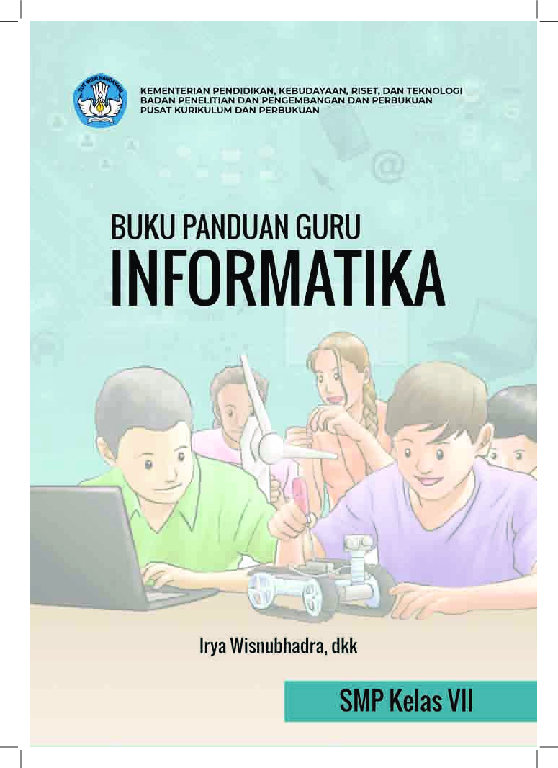 KEMENTERIAN PENDIDIKAN, KEBUDAYAAN, RISET, DAN TEKNOLOGI
BADAN PENELITIAN DAN PENGEMBANGAN DAN PERBUKUAN
PUSAT KURIKULUM DAN PERBUKUAN
BUKU PANDUAN GURU
INFORMATIKA
Irya Wisnubhadra, dkk
SMP Kelas VII